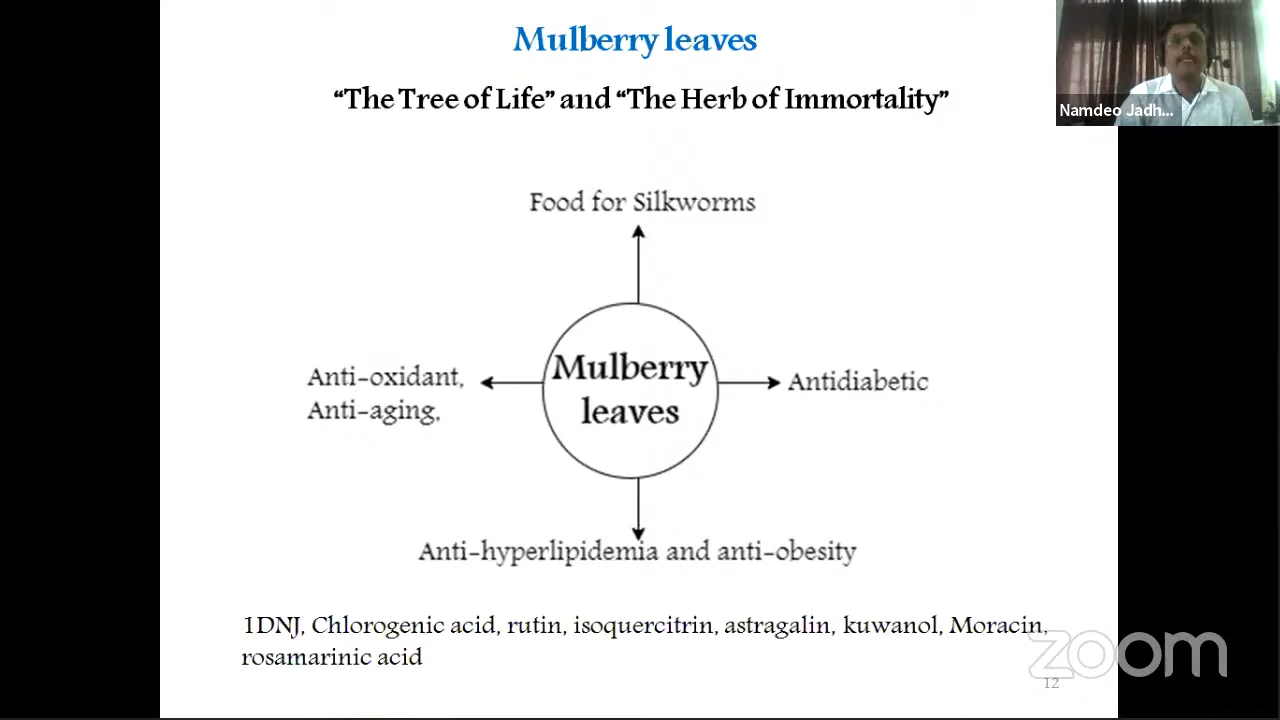 Mulberry leaves
“The Tree of Life” and “The Herb of Immortality”
Namdeo Jadh...
Food for Silkworms
Anti-oxidant,
Anti-aging,
Mulberry
leaves
Antidiabetic
Anti-hyperlipidemia and anti-obesity
1DNJ, Chlorogenic acid, rutin, isoquercitrin, astragalin, kuwanol, Moracin,
rosamarinic acid
zoom
12